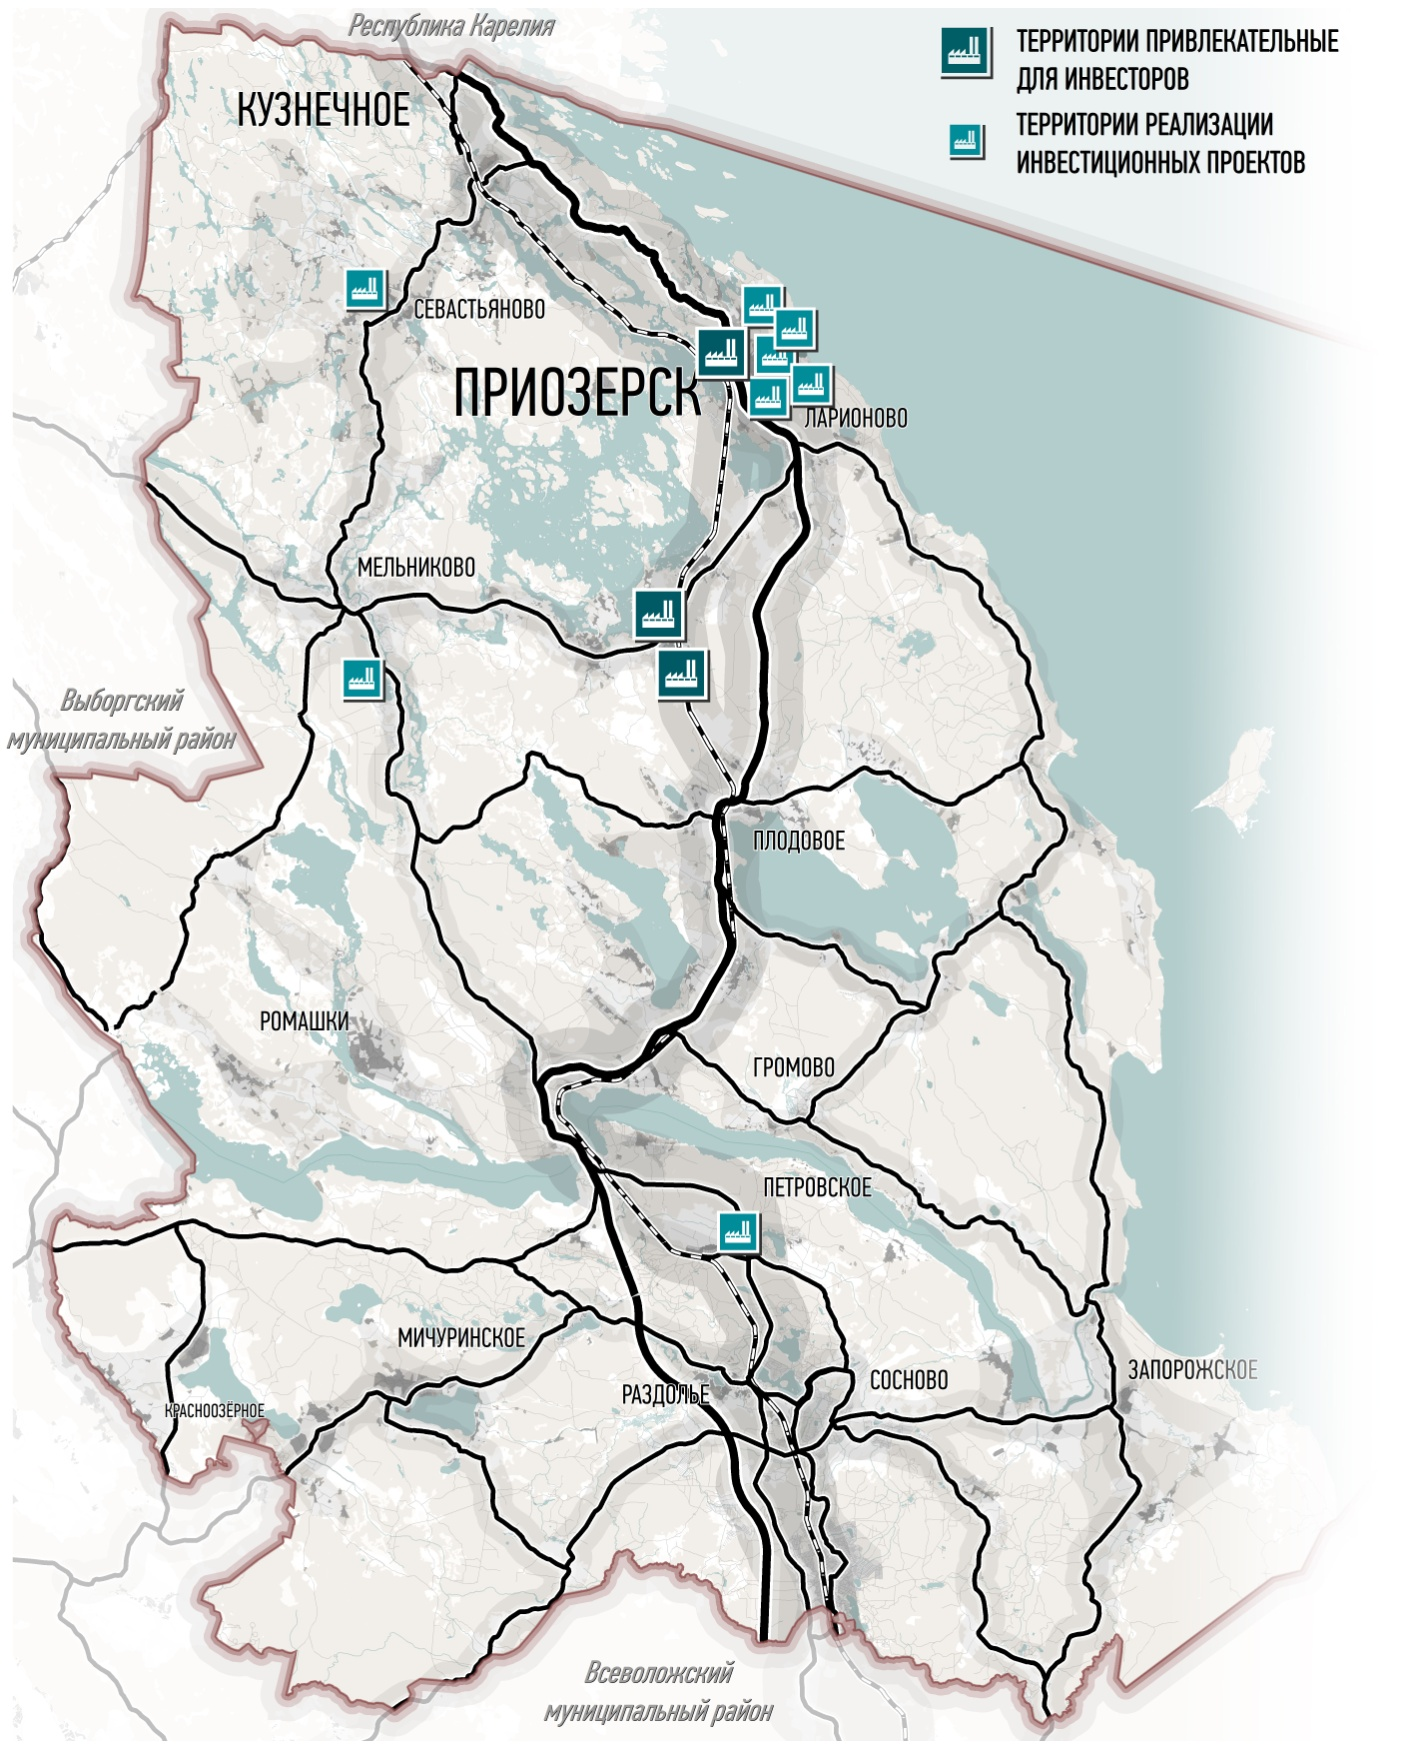 Республика Карелия
ТЕРРИТОРИИ ПРИВЛЕКАТЕЛЬНЫЕ
ДЛЯ ИНВЕСТОРОВ
ТЕРРИТОРИИ РЕАЛИЗАЦИИ
ИНВЕСТИЦИОННЫХ ПРОЕКТОВ
КУЗНЕЧНОЕ
СЕВАСТЬЯНОВО
ПРИОЗЕРСК
ЛАРИОНОВО
МЕЛЬНИКОВО
Выборгский
муниципальный район
ПЛОДОВОЕ
РОМАШКИ
ГРОМОВО
ПЕТРОВСКОЕ
МИЧУРИНСКОЕ
ЗАПОРОЖСКОЕ
СОСНОВО
РАЗДОЛЬЕ
КРАСНООЗЁРНОЕ
Всеволожский
муниципальный район